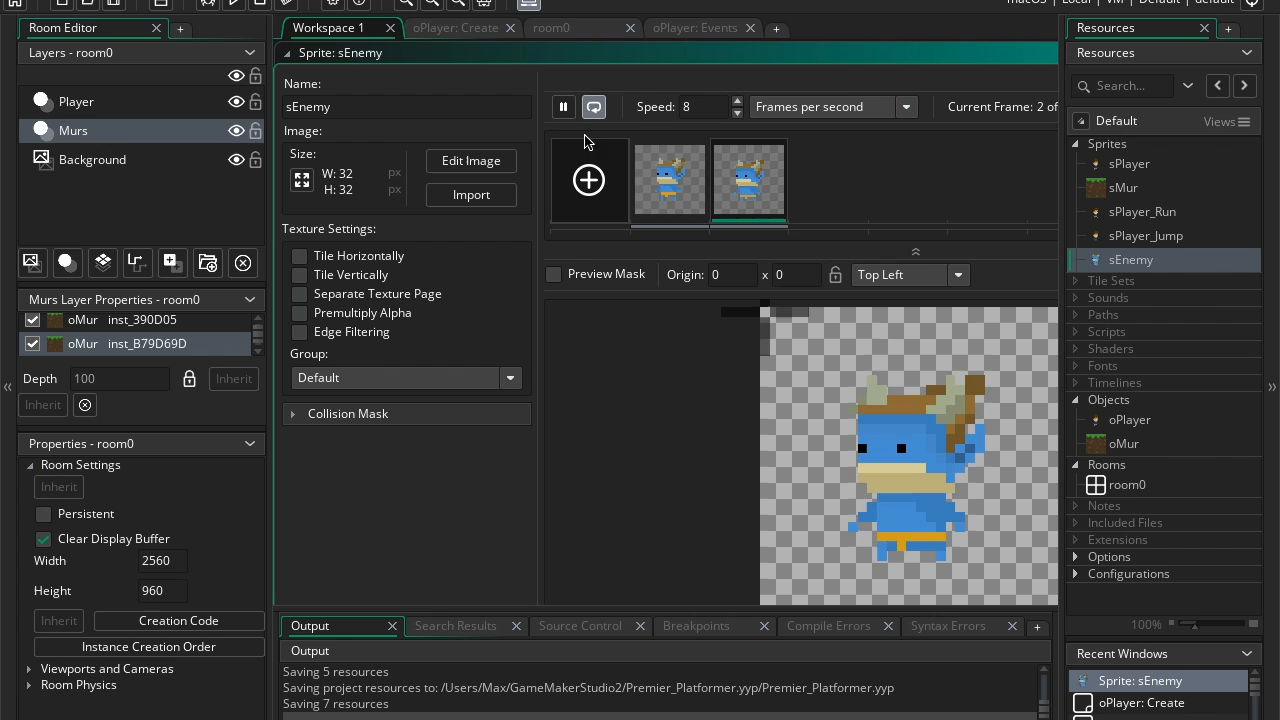 macOS | Local | VM | Default | default
Room Editor
Workspace 1
oPlayer: Create
room0
oPlayer: Events
Resources
Layers - room0
Sprite: sEnemy
Resources
Player
Murs
Background
Name:
sEnemy
Image:
Size:
W: 32 px
H: 32 px
Edit Image
Import
Speed: 8
Frames per second
Current Frame: 2 of
Search...
Default
Views
Sprites
sPlayer
sMur
sPlayer_Run
sPlayer_Jump
sEnemy
Tile Sets
Sounds
Paths
Scripts
Shaders
Fonts
Timelines
Objects
oPlayer
oMur
Rooms
room0
Notes
Included Files
Extensions
Options
Configurations
Texture Settings:
Tile Horizontally
Tile Vertically
Separate Texture Page
Premultiply Alpha
Edge Filtering
Group:
Default
Collision Mask
Preview Mask
Origin: 0 x 0
Top Left
Murs Layer Properties - room0
oMur inst_390D05
oMur inst_B79D69D
Depth 100
Inherit
Inherit
Properties - room0
Room Settings
Inherit
Persistent
Clear Display Buffer
Width 2560
Height 960
Inherit
Creation Code
Instance Creation Order
Viewports and Cameras
Room Physics
Output
Search Results
Source Control
Breakpoints
Compile Errors
Syntax Errors
Output
Saving 5 resources
Saving project resources to: /Users/Max/GameMakerStudio2/Premier_Platformer.yyp/Premier_Platformer.yyp
Saving 7 resources
100%
Recent Windows
Sprite: sEnemy
oPlayer: Create